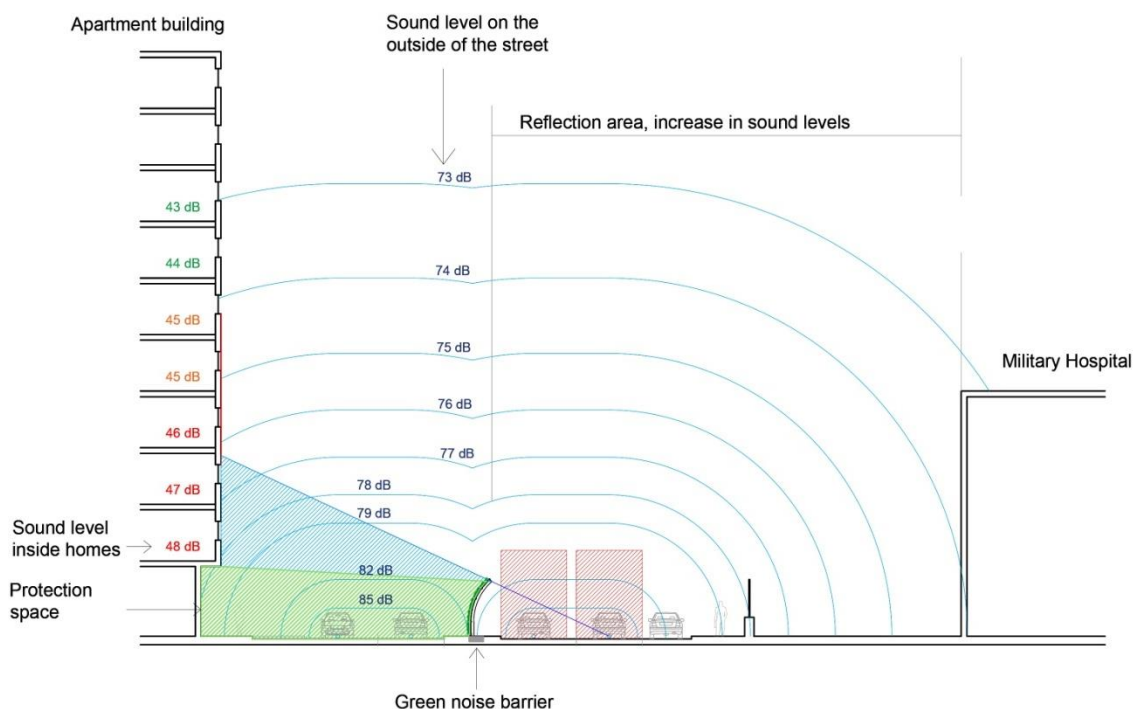 Apartment building
Sound level on the
outside of the street
Reflection area, increase in sound levels
73 dB
43 dB
44 dB
74 dB
45 dB
75 dB
Military Hospital
45 dB
76 dB
46 dB
77 dB
47 dB
78 dB
79 dB
Sound level
inside homes
48 dB
82 dB
Protection
space
85 dB
Green noise barrier